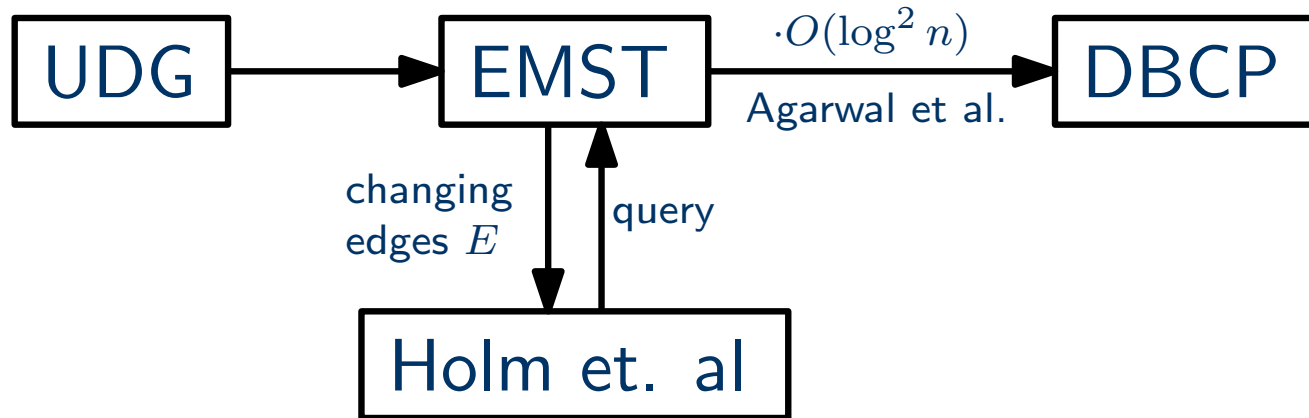 UDG
EMST
·O(log² n)
Agarwal et al.
DBCP
changing
edges E
query
Holm et. al